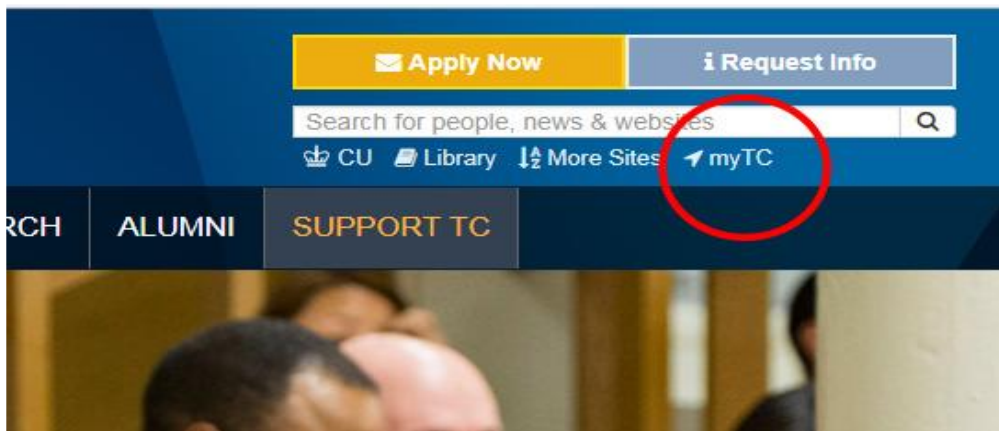 Apply Now
Request Info
Search for people, news & websites
CU Library More Sites myTC
RCH ALUMNI SUPPORT TC